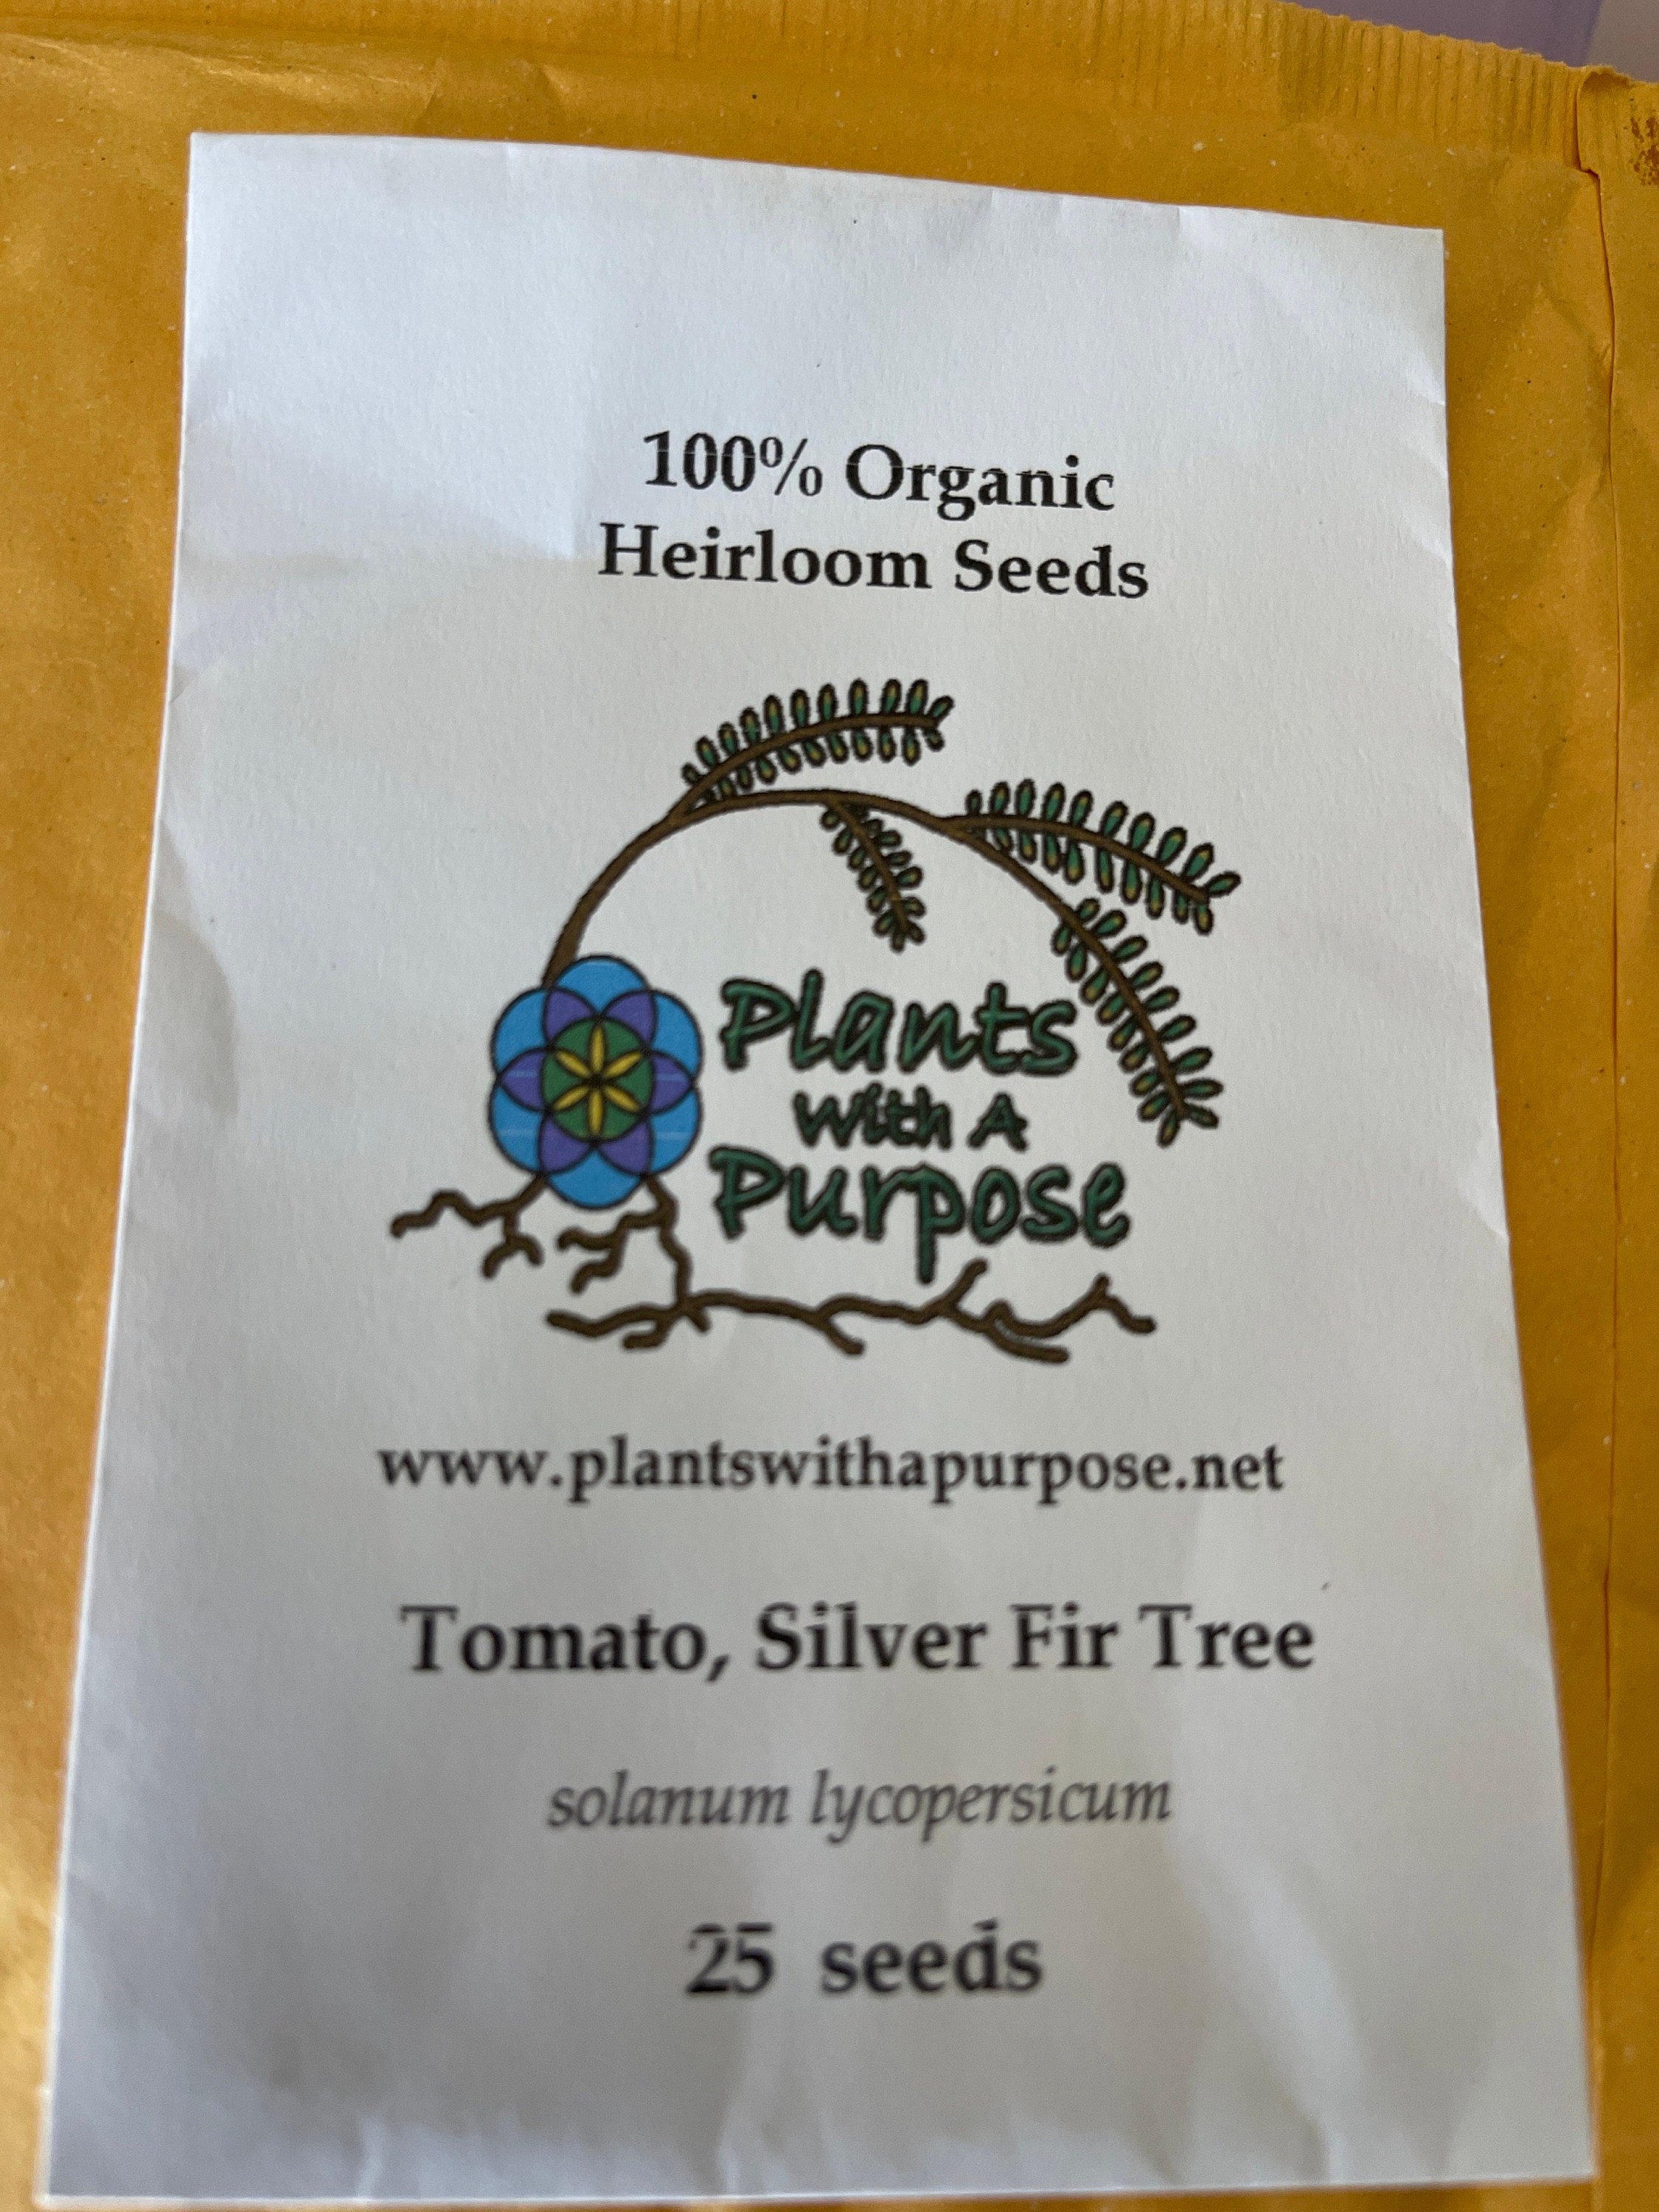 100% Organic
Heirloom Seeds
Plants
with A
Purpose
www.plantswithapurpose.net
Tomato, Silver Fir Tree
solanum lycopersicum
25 seeds